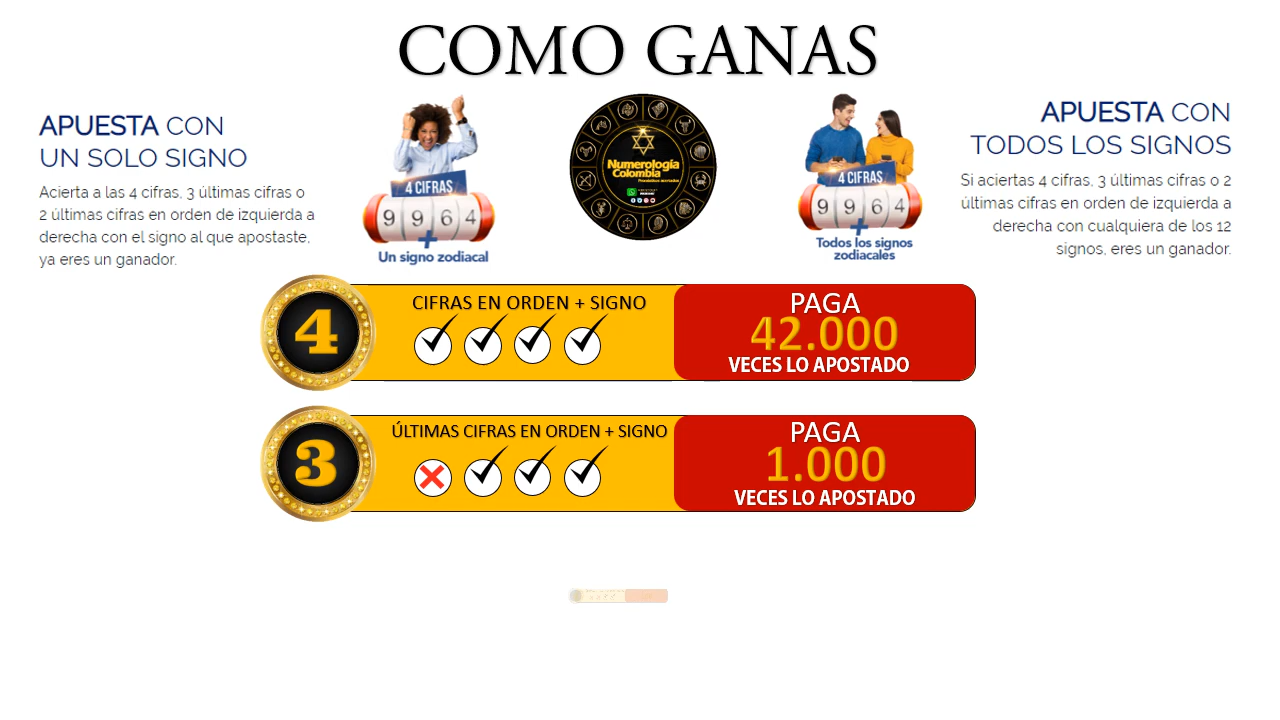 COMO GANAS
APUESTA CON
UN SOLO SIGNO
Acierta a las 4 cifras, 3 últimas cifras o
2 últimas cifras en orden de izquierda a
derecha con el signo al que apostaste,
ya eres un ganador.
4 CIFRAS
9 9 6 4
+
Un signo zodiacal
Numerología
Colombia
Pronósticos acertados
4 CIFRAS
9 9 6 4
+
Todos los signos
zodiacales
APUESTA CON
TODOS LOS SIGNOS
Si aciertas 4 cifras, 3 últimas cifras o 2
últimas cifras en orden de izquierda a
derecha con cualquiera de los 12
signos, eres un ganador.
4
CIFRAS EN ORDEN + SIGNO
PAGA
42.000
VECES LO APOSTADO
3
ÚLTIMAS CIFRAS EN ORDEN + SIGNO
PAGA
1.000
VECES LO APOSTADO